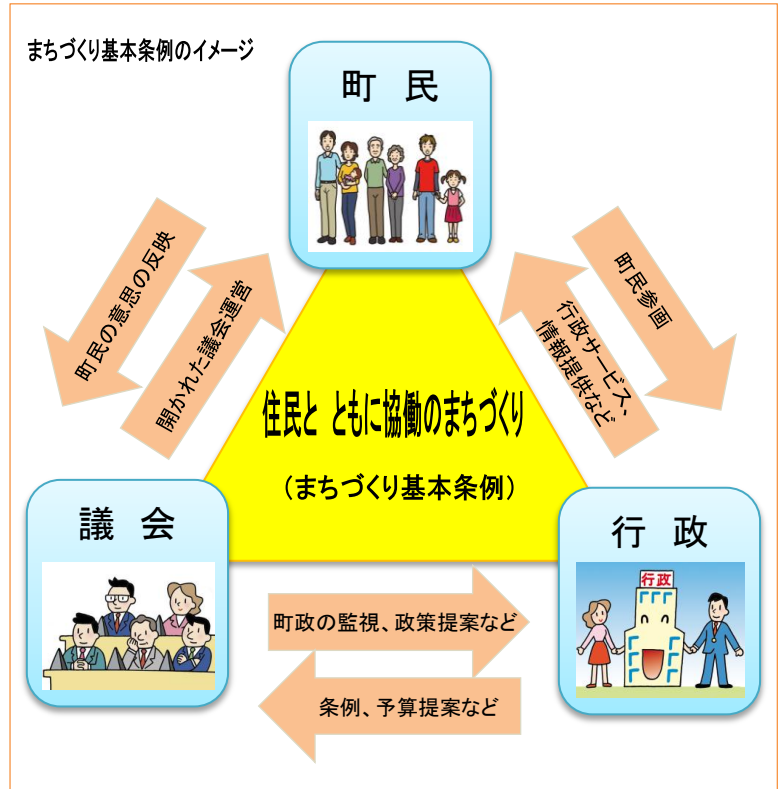 まちづくり基本条例のイメージ
町 民
町民の意思の反映
開かれた議会運営
町民参画
行政サービス、
情報提供など
住民と ともに協働のまちづくり
（まちづくり基本条例）
議 会
行 政
行政
町政の監視、政策提案など
条例、予算提案など